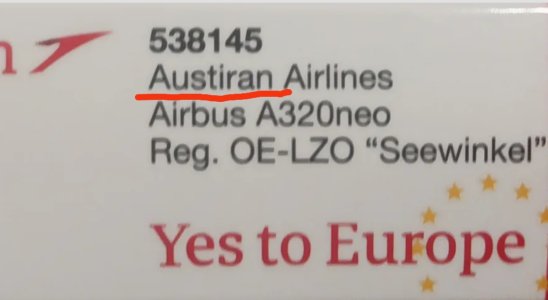 n
538145
Austiran Airlines
Airbus A320neo
Reg. OE-LZO “Seewinkel”
Yes to Europe